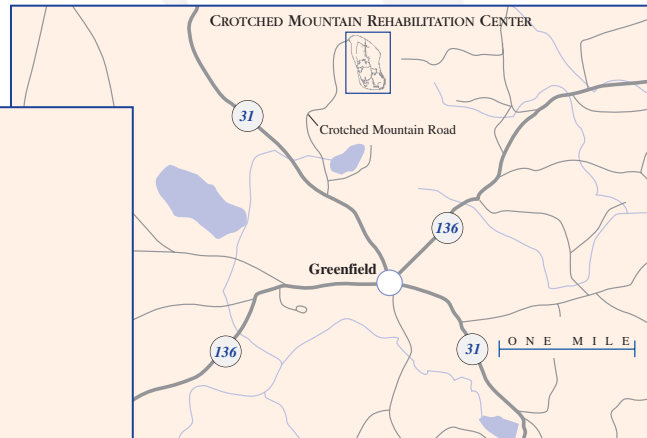 CROTCHED MOUNTAIN REHABILITATION CENTER
31
Crotched Mountain Road
136
Greenfield
136
31
ONE MILE